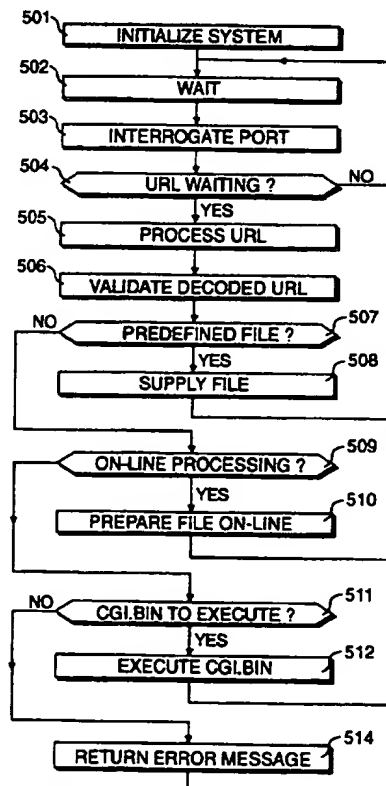 501
INITIALIZE SYSTEM
502
WAIT
503
INTERROGATE PORT
504
URL WAITING ?
NO
YES
505
PROCESS URL
506
VALIDATE DECODED URL
NO
PREDEFINED FILE ?
507
YES
508
SUPPLY FILE
509
ON-LINE PROCESSING ?
YES
510
PREPARE FILE ON-LINE
NO
CGI.BIN TO EXECUTE ?
511
YES
512
EXECUTE CGI.BIN
514
RETURN ERROR MESSAGE